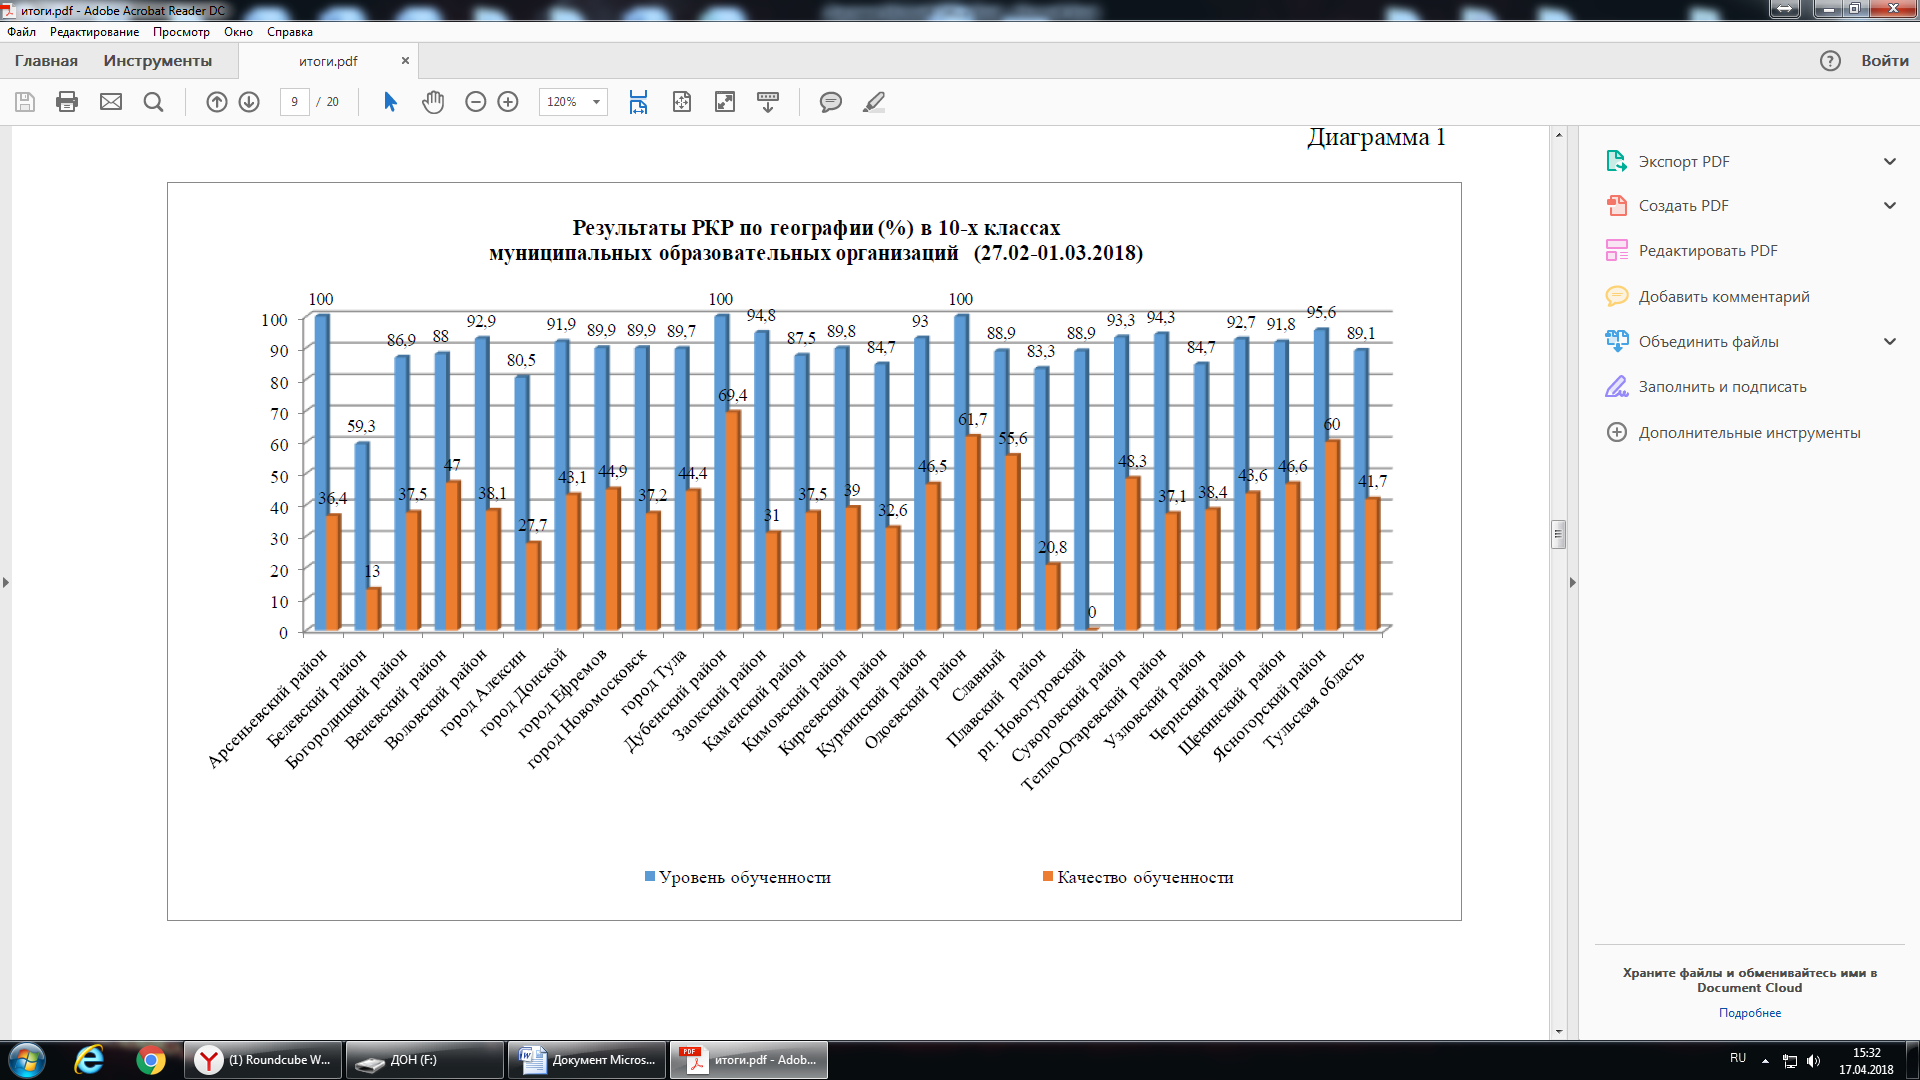 итоги.pdf - Adobe Acrobat Reader DC
Файл Редактирование Просмотр Окно Справка
Главная Инструменты итоги.pdf × ? Войти
9 / 20 120%
Диаграмма 1
Результаты РКР по географии (%) в 10-х классах
муниципальных образовательных организаций (27.02-01.03.2018)
100 59,3 86,9 88 92,9 80,5 91,9 89,9 89,9 89,7 100 94,8 87,5 89,8 84,7 93 100 88,9 83,3 88,9 93,3 94,3 84,7 92,7 91,8 95,6 89,1
36,4 13 37,5 47 38,1 27,7 43,1 44,9 37,2 44,4 69,4 31 37,5 39 32,6 46,5 61,7 55,6 20,8 0 48,3 37,1 38,4 43,6 46,6 60 41,7
100
90
80
70
60
50
40
30
20
10
0
Арсеньевский район
Белевский район
Богородицкий район
Веневский район
Воловский район
город Алексин
город Донской
город Ефремов
город Новомосковск
город Тула
Дубенский район
Заокский район
Каменский район
Кимовский район
Киреевский район
Куркинский район
Одоевский район
Славный
Плавский район
рп. Новогуровский
Суворовский район
Тепло-Огаревский район
Узловский район
Чернский район
Щекинский район
Ясногорский район
Тульская область
Уровень обученности Качество обученности
Экспорт PDF
Создать PDF
Редактировать PDF
Добавить комментарий
Объединить файлы
Заполнить и подписать
Дополнительные инструменты
Храните файлы и обменивайтесь ими в
Document Cloud
Подробнее
(1) Roundcube W... ДОН (F:) Документ Micros... итоги.pdf - Adob...
RU 15:32
17.04.2018